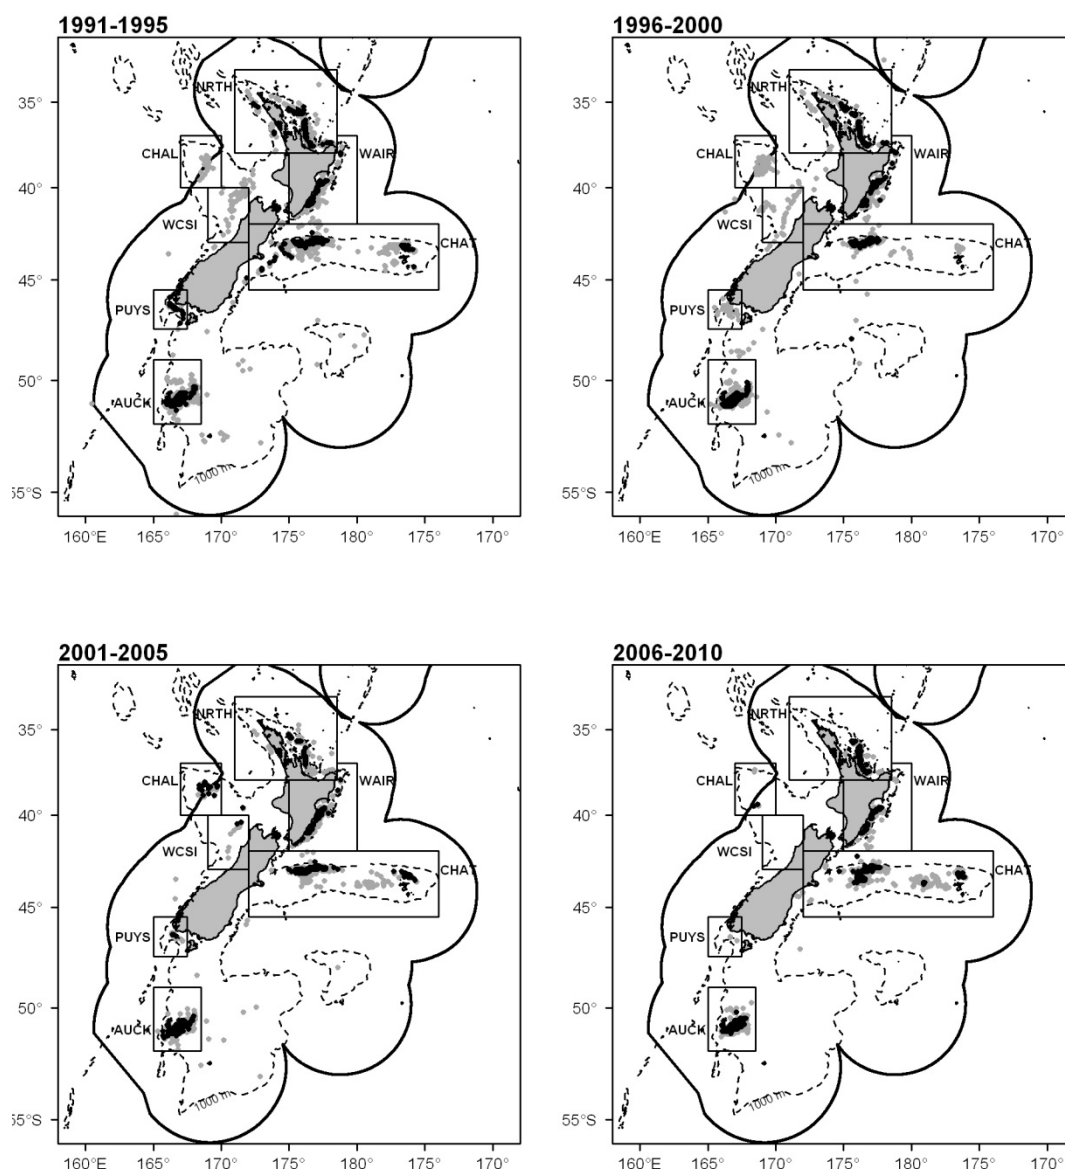 1991-1995
1996-2000
NRTH
NRTH
35°
35°
CHAL
WAIR
CHAL
WAIR
40°
40°
WCSI
CHAT
WCSI
CHAT
45°
45°
PUYS
PUYS
50°
50°
AUCK
AUCK
1000 m
1000 m
55°S
55°S
160°E 165° 170° 175° 180° 175° 170°
160°E 165° 170° 175° 180° 175° 170°
2001-2005
2006-2010
NRTH
NRTH
35°
35°
CHAL
WAIR
CHAL
WAIR
40°
40°
WCSI
CHAT
WCSI
CHAT
45°
45°
PUYS
PUYS
50°
50°
AUCK
AUCK
1000 m
1000 m
55°S
55°S
160°E 165° 170° 175° 180° 175° 170°
160°E 165° 170° 175° 180° 175° 170°